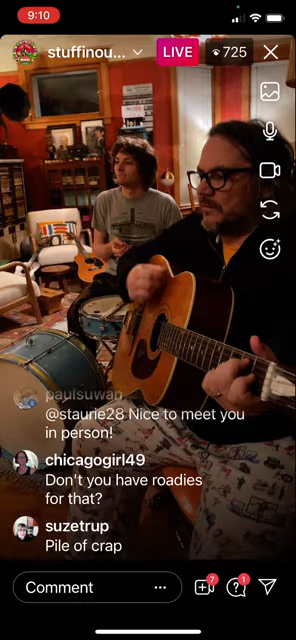 9:10
stuffinou...
LIVE
725
paulsuwan
@staurie28 Nice to meet you
in person!
chicagogirl49
Don't you have roadies
for that?
suzetrup
Pile of crap
Comment
7
1